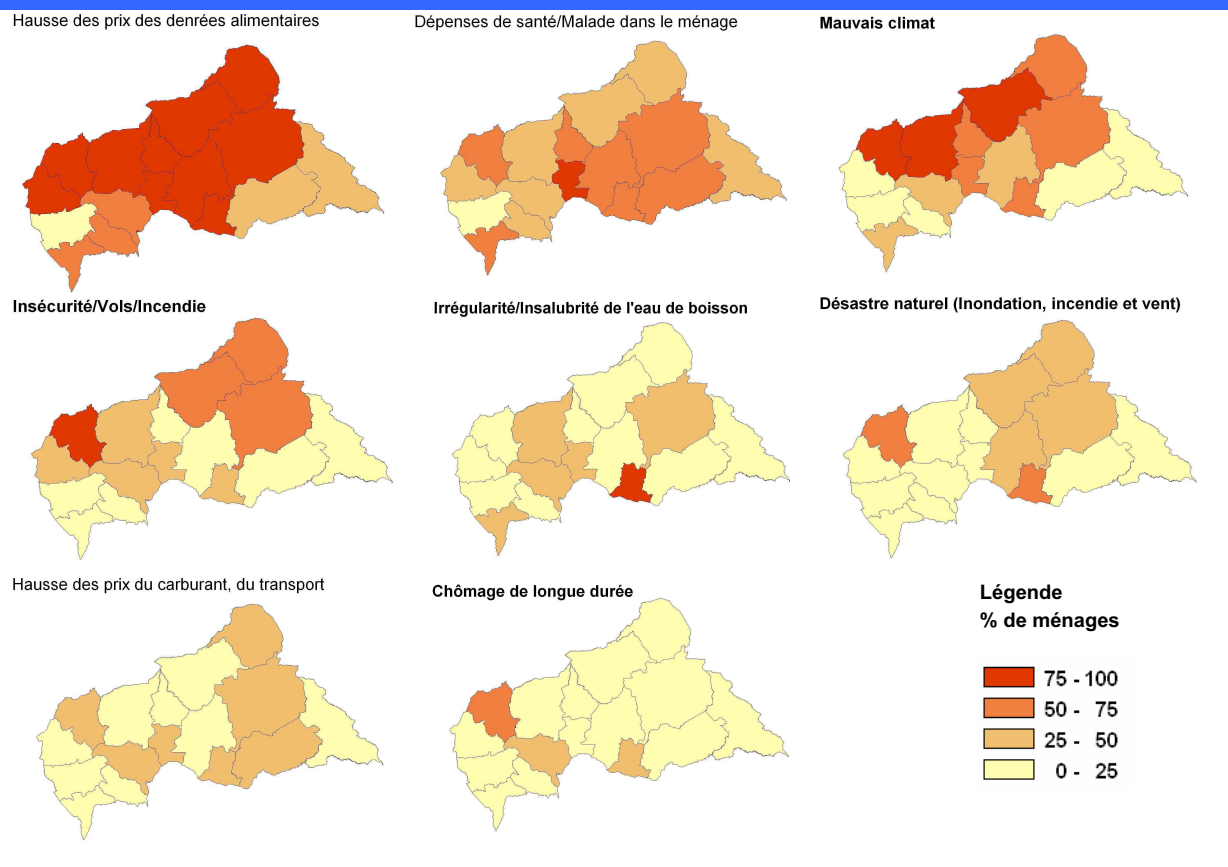 Hausse des prix des denrées alimentaires
Dépenses de santé/Malade dans le ménage
Mauvais climat
Insécurité/Vols/Incendie
Irrégularité/Insalubrité de l'eau de boisson
Désastre naturel (Inondation, incendie et vent)
Hausse des prix du carburant, du transport
Chômage de longue durée
Légende
% de ménages
75 - 100
50 - 75
25 - 50
0 - 25